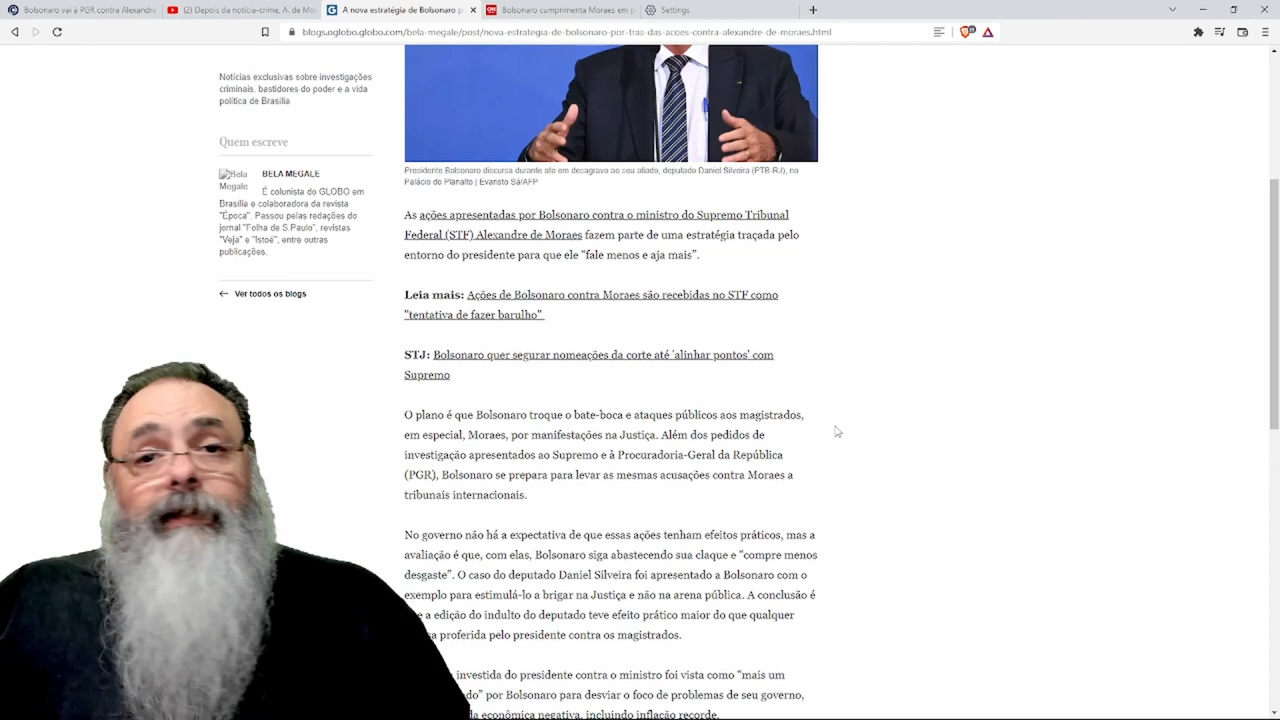 Bolsonaro vai à PGR contra Alexandre
(2) Depois da notícia-crime, A. de Mo
A nova estratégia de Bolsonaro p
Bolsonaro cumprimenta Moraes em p
Settings
blogs.oglobo.globo.com/bela-megale/post/nova-estrategia-de-bolsonaro-por-tras-das-acoes-contra-alexandre-de-moraes.html
Notícias exclusivas sobre investigações
criminais, bastidores do poder e a vida
política de Brasília
Quem escreve
Bela
Megale
BELA MEGALE
É colunista do GLOBO em
Brasília e colaboradora da revista
"Época". Passou pelas redações do
jornal "Folha de S.Paulo", revistas
"Veja" e "Istoé", entre outras
publicações.
Ver todos os blogs
Presidente Bolsonaro discursa durante ato em desagravo ao seu aliado, deputado Daniel Silveira (PTB-RJ), no
Palácio do Planalto | Evaristo Sá/AFP
As ações apresentadas por Bolsonaro contra o ministro do Supremo Tribunal
Federal (STF) Alexandre de Moraes fazem parte de uma estratégia traçada pelo
entorno do presidente para que ele “fale menos e aja mais”.
Leia mais: Ações de Bolsonaro contra Moraes são recebidas no STF como
"tentativa de fazer barulho"
STJ: Bolsonaro quer segurar nomeações da corte até 'alinhar pontos' com
Supremo
O plano é que Bolsonaro troque o bate-boca e ataques públicos aos magistrados,
em especial, Moraes, por manifestações na Justiça. Além dos pedidos de
investigação apresentados ao Supremo e à Procuradoria-Geral da República
(PGR), Bolsonaro se prepara para levar as mesmas acusações contra Moraes a
tribunais internacionais.
No governo não há a expectativa de que essas ações tenham efeitos práticos, mas a
avaliação é que, com elas, Bolsonaro siga abastecendo sua claque e “compre menos
desgaste”. O caso do deputado Daniel Silveira foi apresentado a Bolsonaro com o
exemplo para estimulá-lo a brigar na Justiça e não na arena pública. A conclusão é
e a edição do indulto do deputado teve efeito prático maior do que qualquer
a proferida pelo presidente contra os magistrados.
investida do presidente contra o ministro foi vista como “mais um
do” por Bolsonaro para desviar o foco de problemas de seu governo,
da econômica negativa, incluindo inflação recorde.